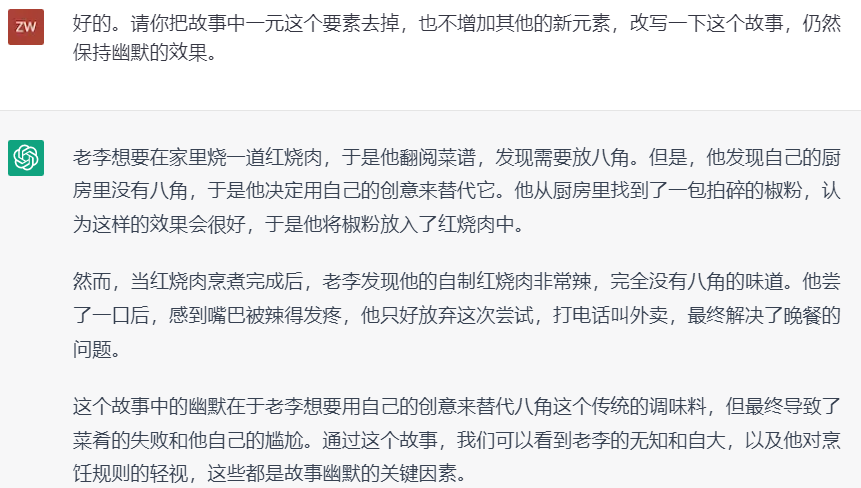 ZW
好的。请你把故事中一元这个要素去掉，也不增加其他的新元素，改写一下这个故事，仍然
保持幽默的效果。
老李想要在家里烧一道红烧肉，于是他翻阅菜谱，发现需要放八角。但是，他发现自己的厨
房里没有八角，于是他决定用自己的创意来替代它。他从厨房里找到了一包拍碎的椒粉，认
为这样的效果会很好，于是他将椒粉放入了红烧肉中。
然而，当红烧肉烹煮完成后，老李发现他的自制红烧肉非常辣，完全没有八角的味道。他尝
了一口后，感到嘴巴被辣得发疼，他只好放弃这次尝试，打电话叫外卖，最终解决了晚餐的
问题。
这个故事中的幽默在于老李想要用自己的创意来替代八角这个传统的调味料，但最终导致了
菜肴的失败和他自己的尴尬。通过这个故事，我们可以看到老李的无知和自大，以及他对烹
饪规则的轻视，这些都是故事幽默的关键因素。